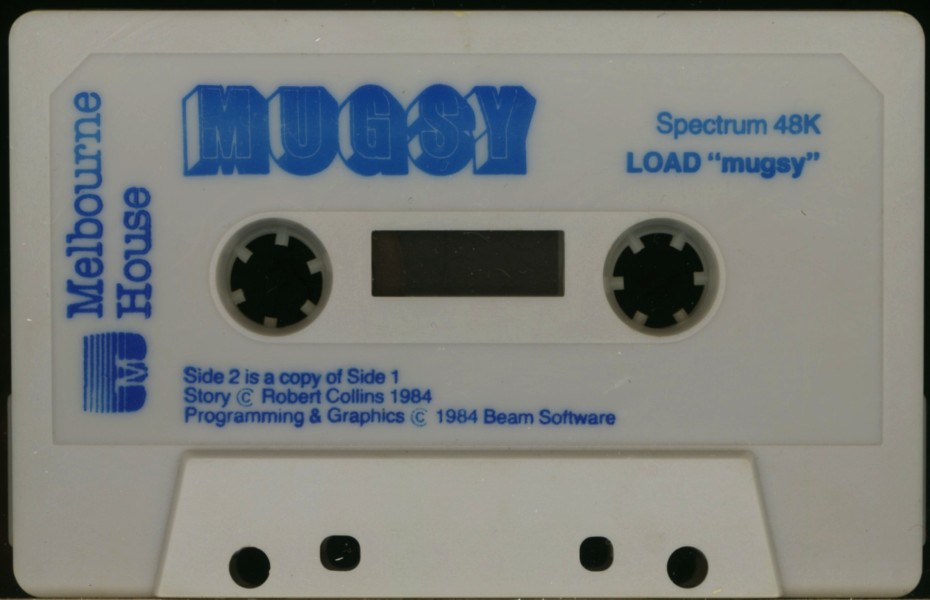 MUGSY
Spectrum 48K
LOAD “mugsy”
Melbourne
House
Side 2 is a copy of Side 1
Story © Robert Collins 1984
Programming & Graphics © 1984 Beam Software